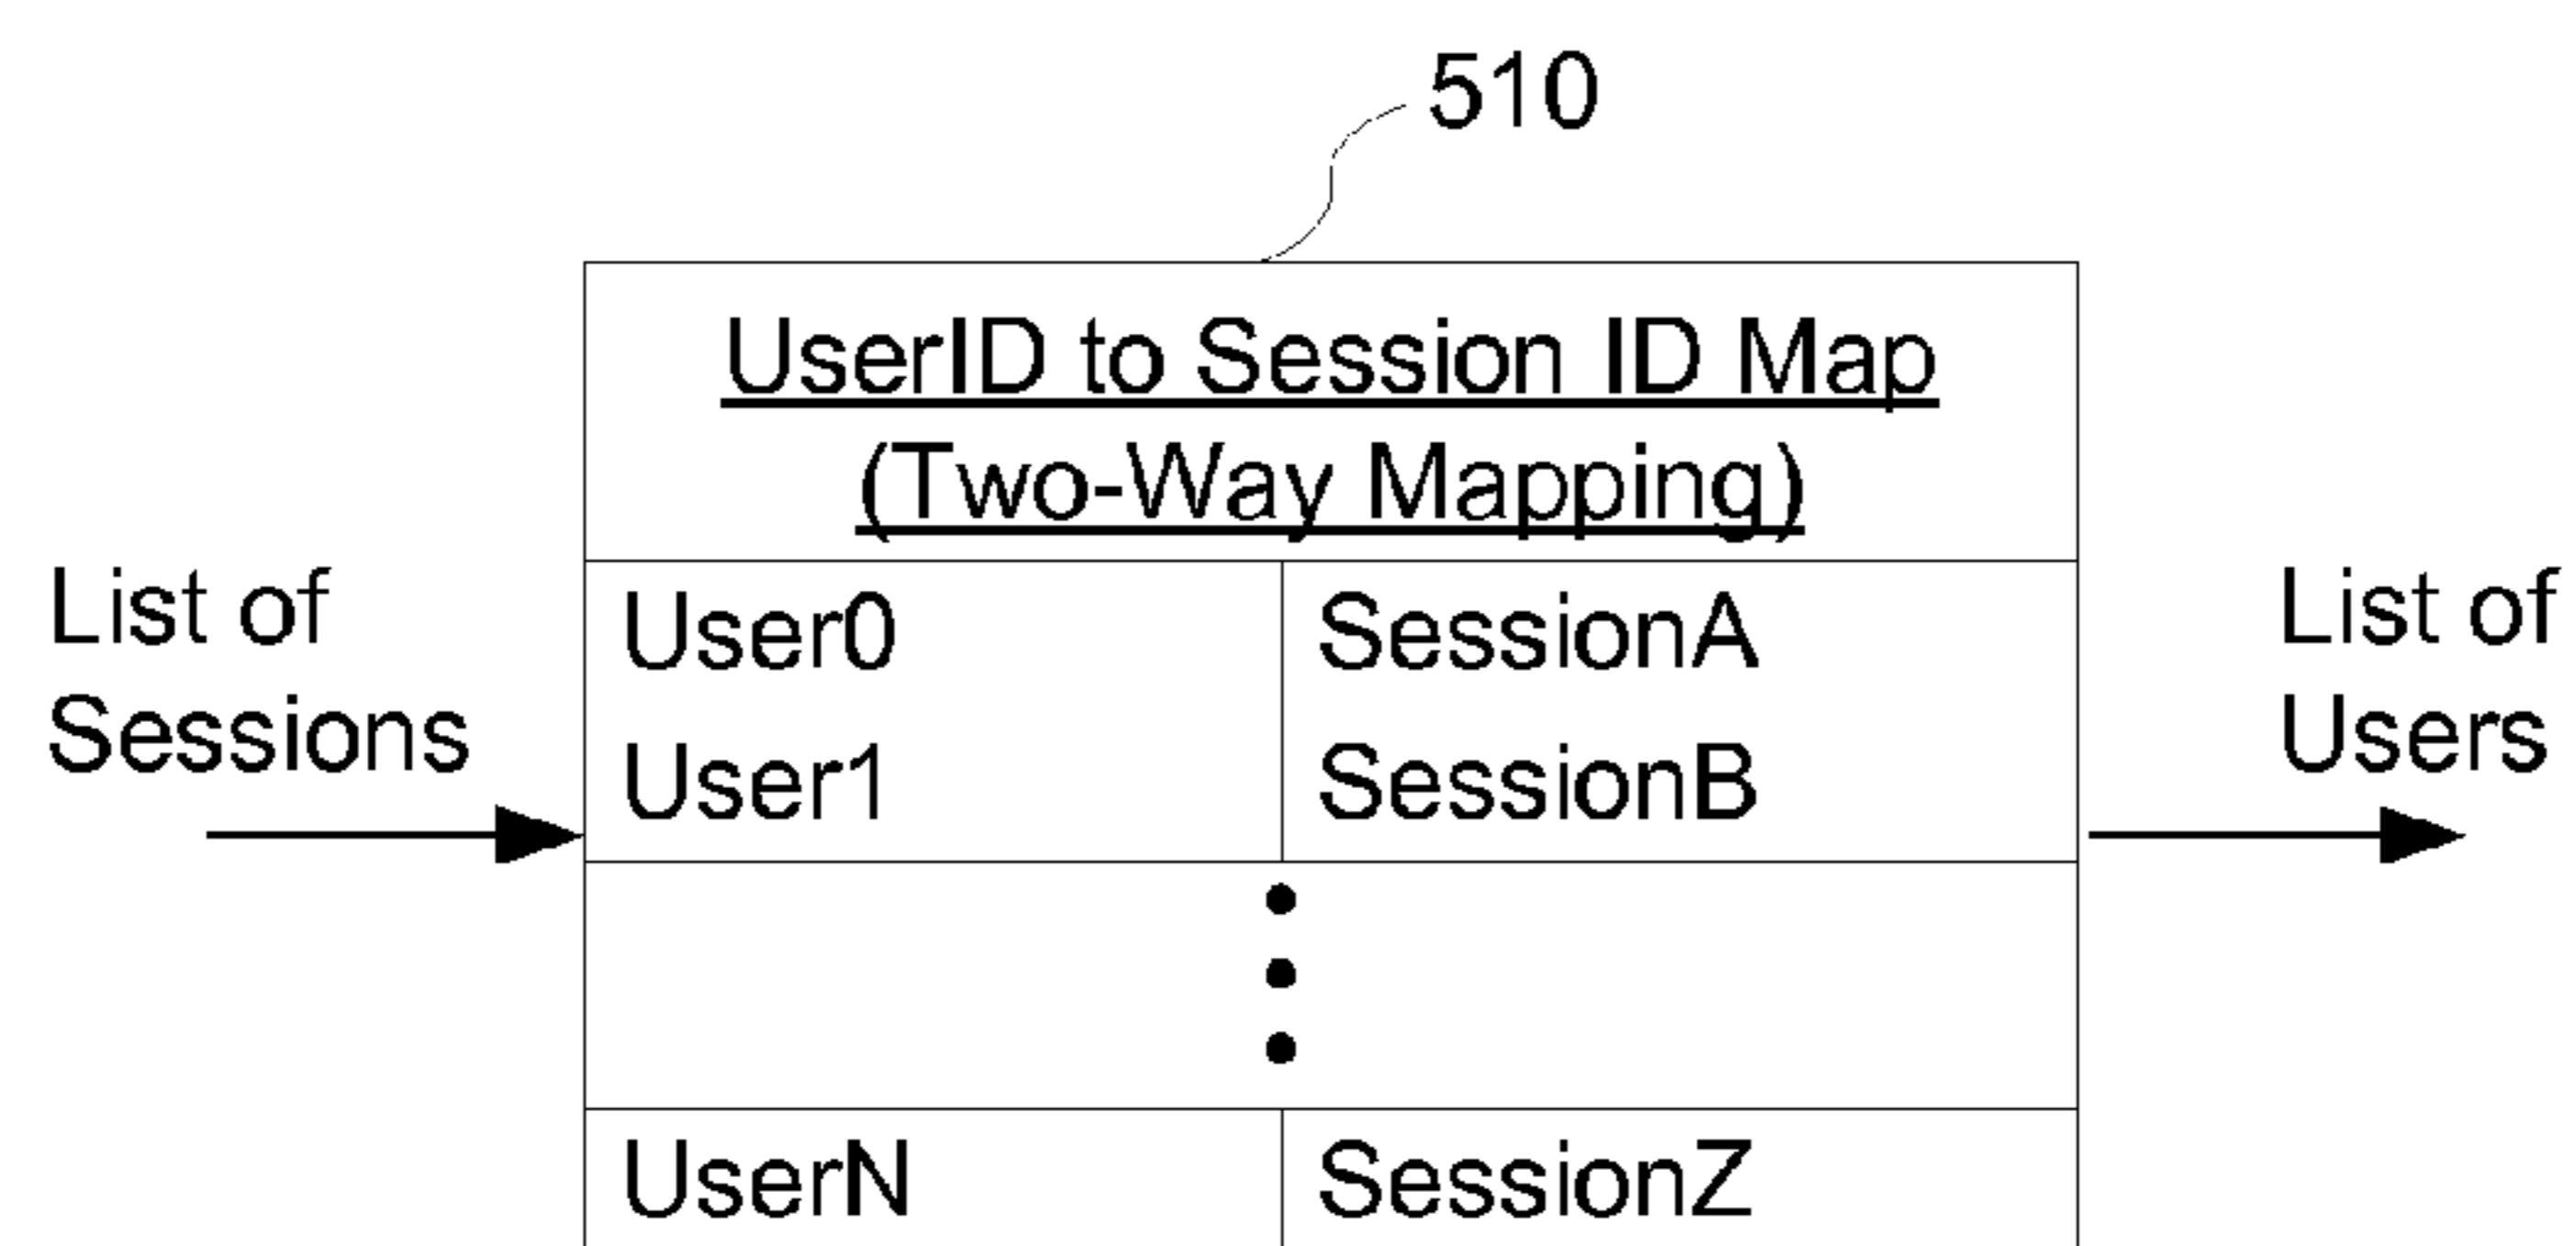 510
UserID to Session ID Map
(Two-Way Mapping)
List of
Sessions
User0 SessionA
User1 SessionB
List of
Users
UserN SessionZ